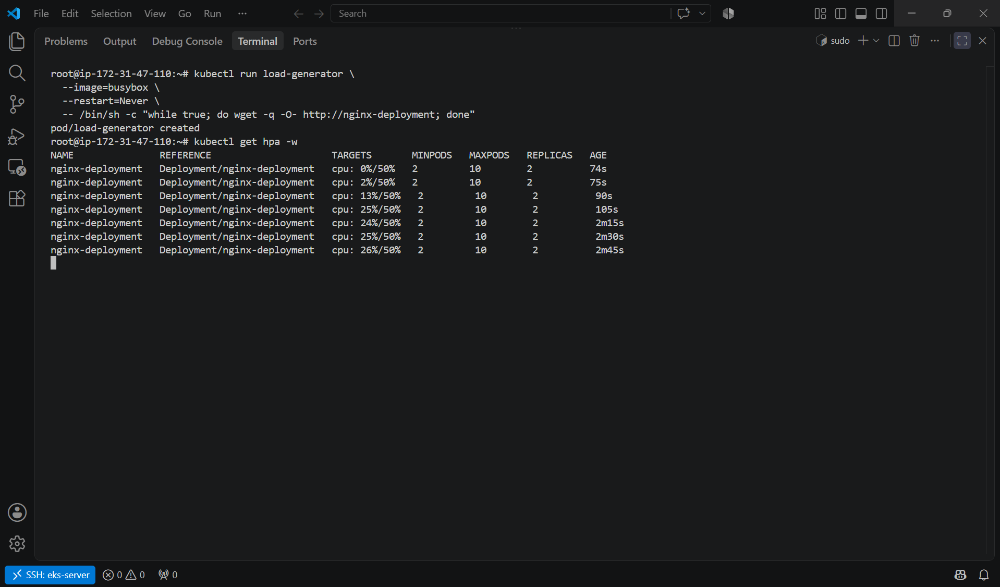 File Edit Selection View Go Run ··· Search
Problems Output Debug Console Terminal Ports sudo
root@ip-172-31-47-110:~# kubectl run load-generator \
  --image=busybox \
  --restart=Never \
  -- /bin/sh -c "while true; do wget -q -O- http://nginx-deployment; done"
pod/load-generator created
root@ip-172-31-47-110:~# kubectl get hpa -w
NAME               REFERENCE                     TARGETS       MINPODS   MAXPODS   REPLICAS   AGE
nginx-deployment   Deployment/nginx-deployment   cpu: 0%/50%   2         10        2          74s
nginx-deployment   Deployment/nginx-deployment   cpu: 2%/50%   2         10        2          75s
nginx-deployment   Deployment/nginx-deployment   cpu: 13%/50%   2         10        2          90s
nginx-deployment   Deployment/nginx-deployment   cpu: 25%/50%   2         10        2          105s
nginx-deployment   Deployment/nginx-deployment   cpu: 24%/50%   2         10        2          2m15s
nginx-deployment   Deployment/nginx-deployment   cpu: 25%/50%   2         10        2          2m30s
nginx-deployment   Deployment/nginx-deployment   cpu: 26%/50%   2         10        2          2m45s
SSH: eks-server 0 0 0